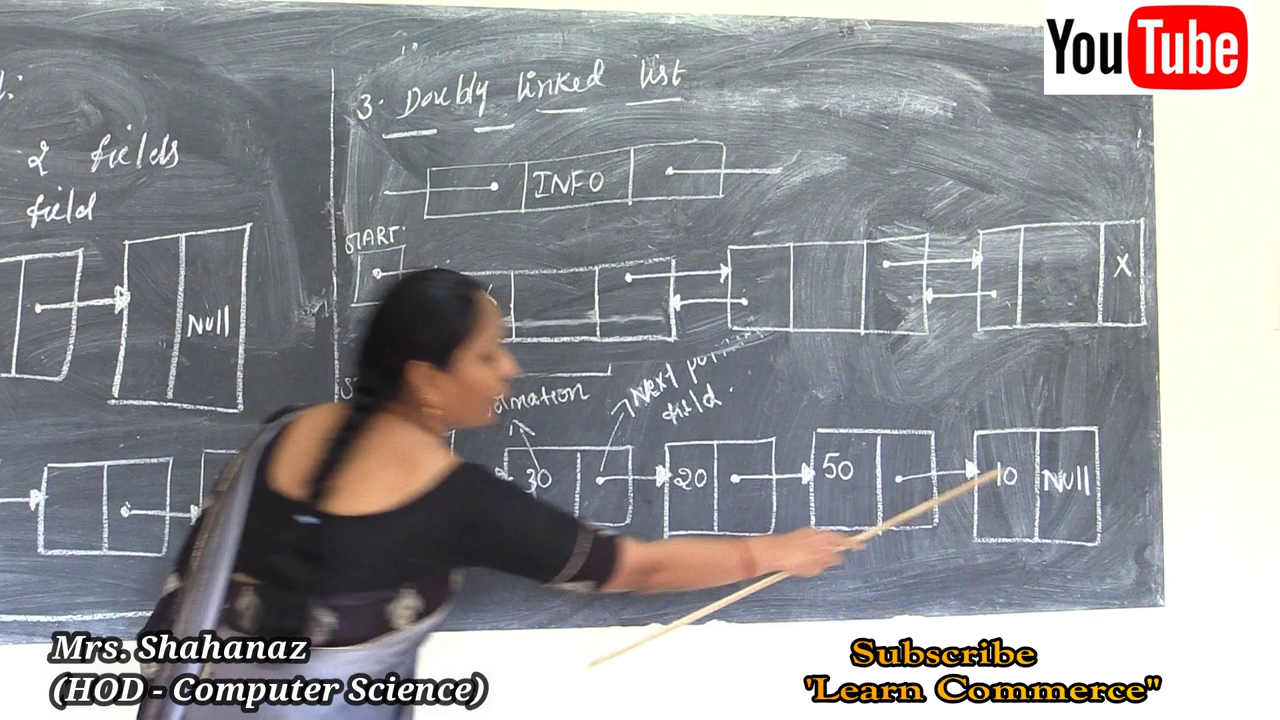 YouTube
3. Doubly linked list
2 fields
field
INFO
START.
X
Null
Next
field.
30
20
50
10
Null
Mrs. Shahanaz
(HOD - Computer Science)
Subscribe
'Learn Commerce"